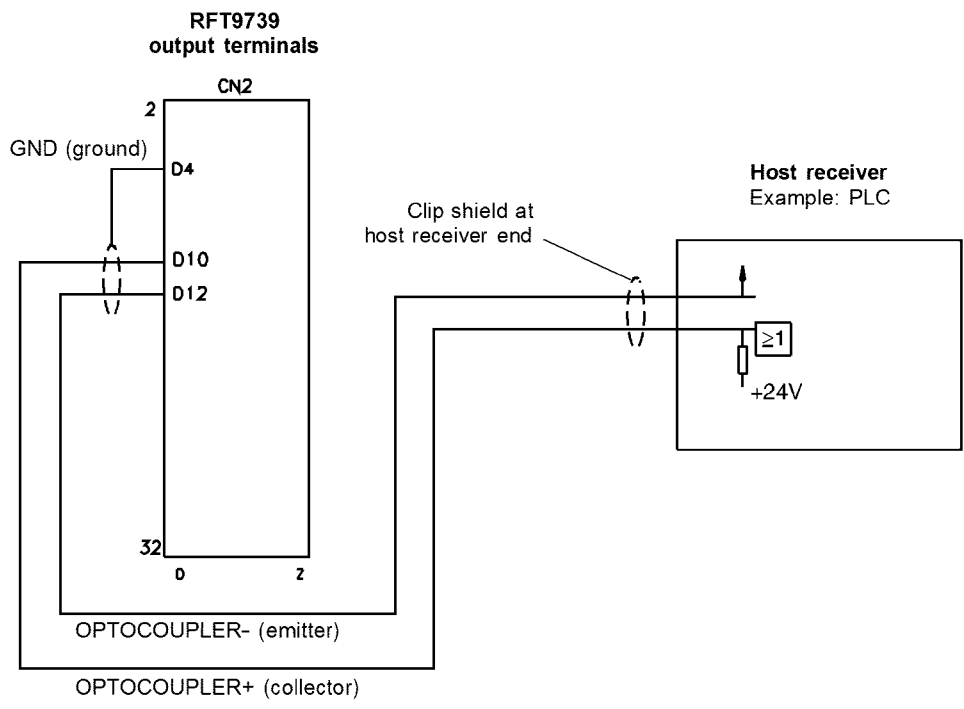 RFT9739
output terminals
CN2
2
GND (ground)
D4
Host receiver
Example: PLC
Clip shield at
host receiver end
D10
D12
≥1
+24V
32
D Z
OPTOCOUPLER- (emitter)
OPTOCOUPLER+ (collector)